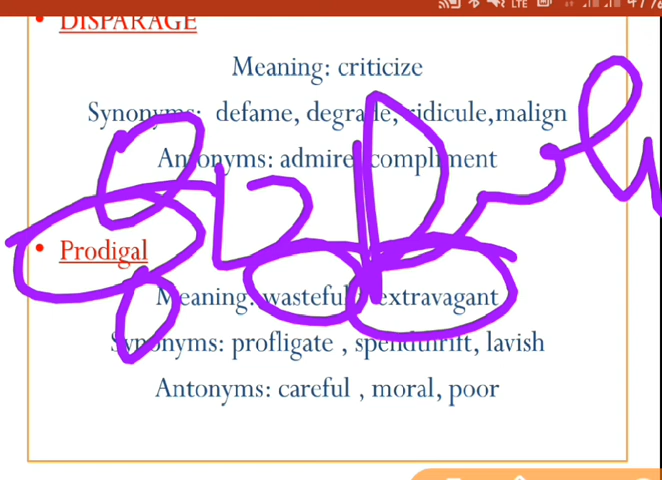 LTE
• DISPARAGE
Meaning: criticize
Synonyms: defame, degrade, ridicule,malign
Antonyms: admire, compliment
• Prodigal
Meaning: wasteful, extravagant
Synonyms: profligate , spendthrift, lavish
Antonyms: careful , moral, poor